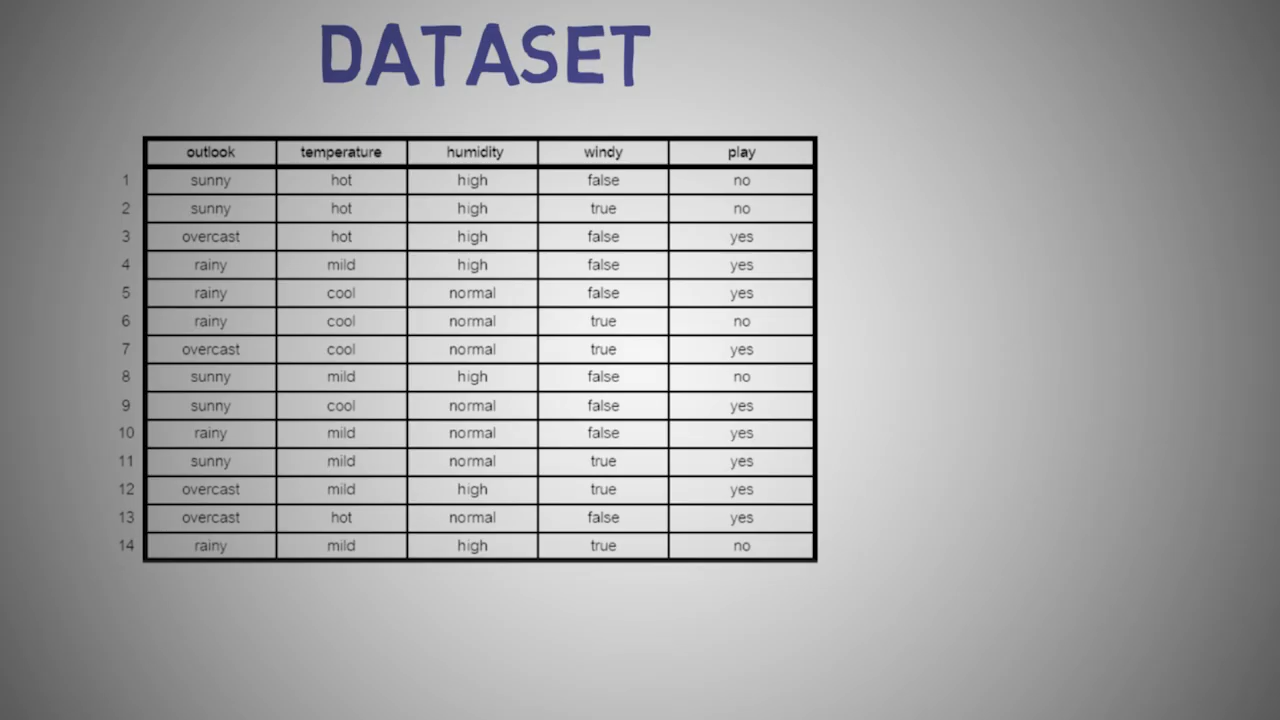 DATASET
outlook temperature humidity windy play
1 sunny hot high false no
2 sunny hot high true no
3 overcast hot high false yes
4 rainy mild high false yes
5 rainy cool normal false yes
6 rainy cool normal true no
7 overcast cool normal true yes
8 sunny mild high false no
9 sunny cool normal false yes
10 rainy mild normal false yes
11 sunny mild normal true yes
12 overcast mild high true yes
13 overcast hot normal false yes
14 rainy mild high true no